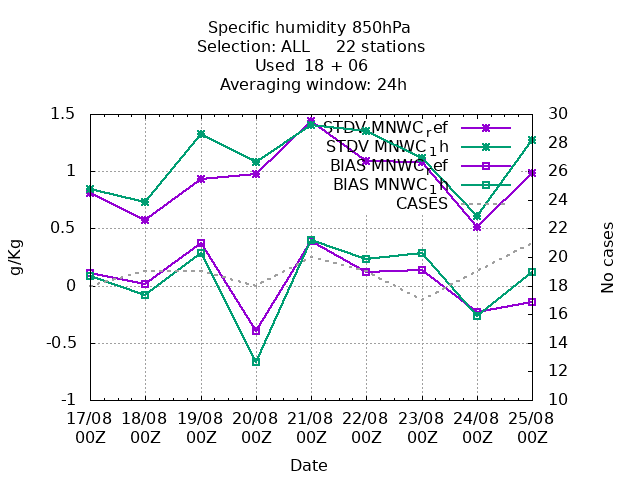 Specific humidity 850hPa
Selection: ALL 22 stations
Used 18 + 06
Averaging window: 24h
STDV MNWC_ref
STDV MNWC_1h
BIAS MNWC_ref
BIAS MNWC_1h
CASES
g/Kg
1.5
1
0.5
0
-0.5
-1
30
28
26
24
22
20
18
16
14
12
10
No cases
17/08 18/08 19/08 20/08 21/08 22/08 23/08 24/08 25/08
00Z 00Z 00Z 00Z 00Z 00Z 00Z 00Z 00Z
Date